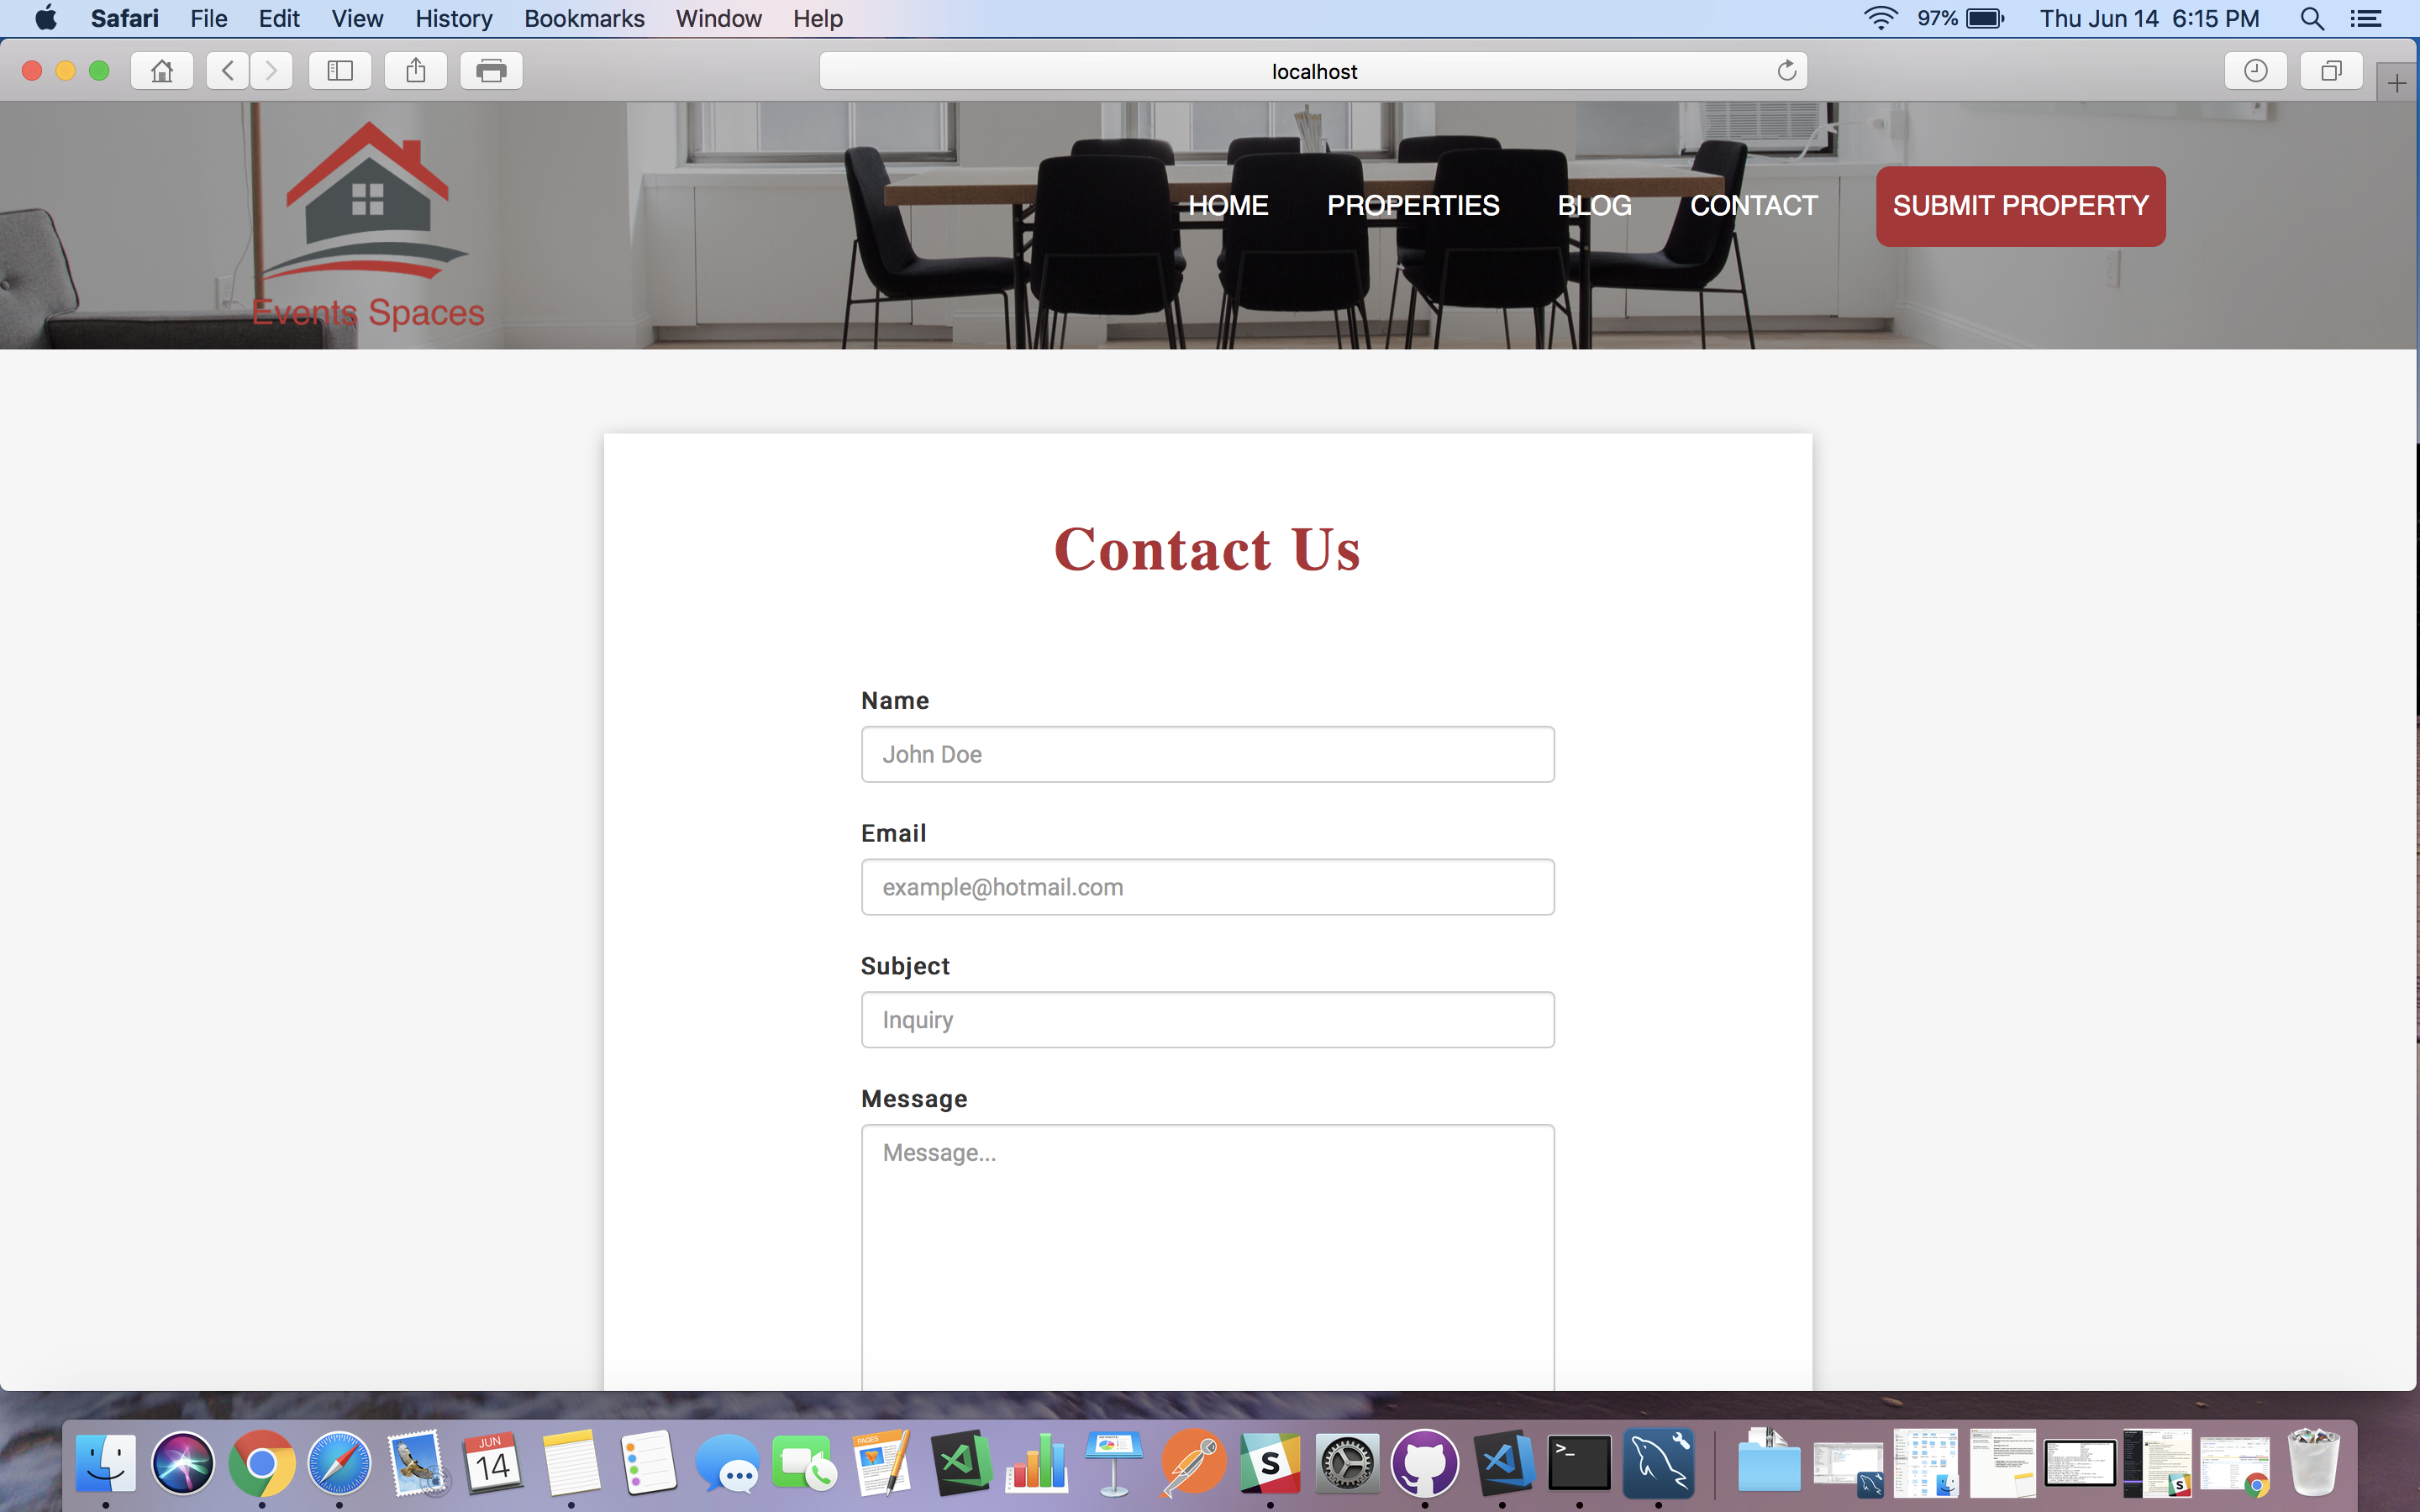 Safari File Edit View History Bookmarks Window Help 97% Thu Jun 14 6:15 PM
localhost
HOME PROPERTIES BLOG CONTACT SUBMIT PROPERTY
Events Spaces
Contact Us
Name
John Doe
Email
example@hotmail.com
Subject
Inquiry
Message
Message...
JUN
14
PAGES
S
>_